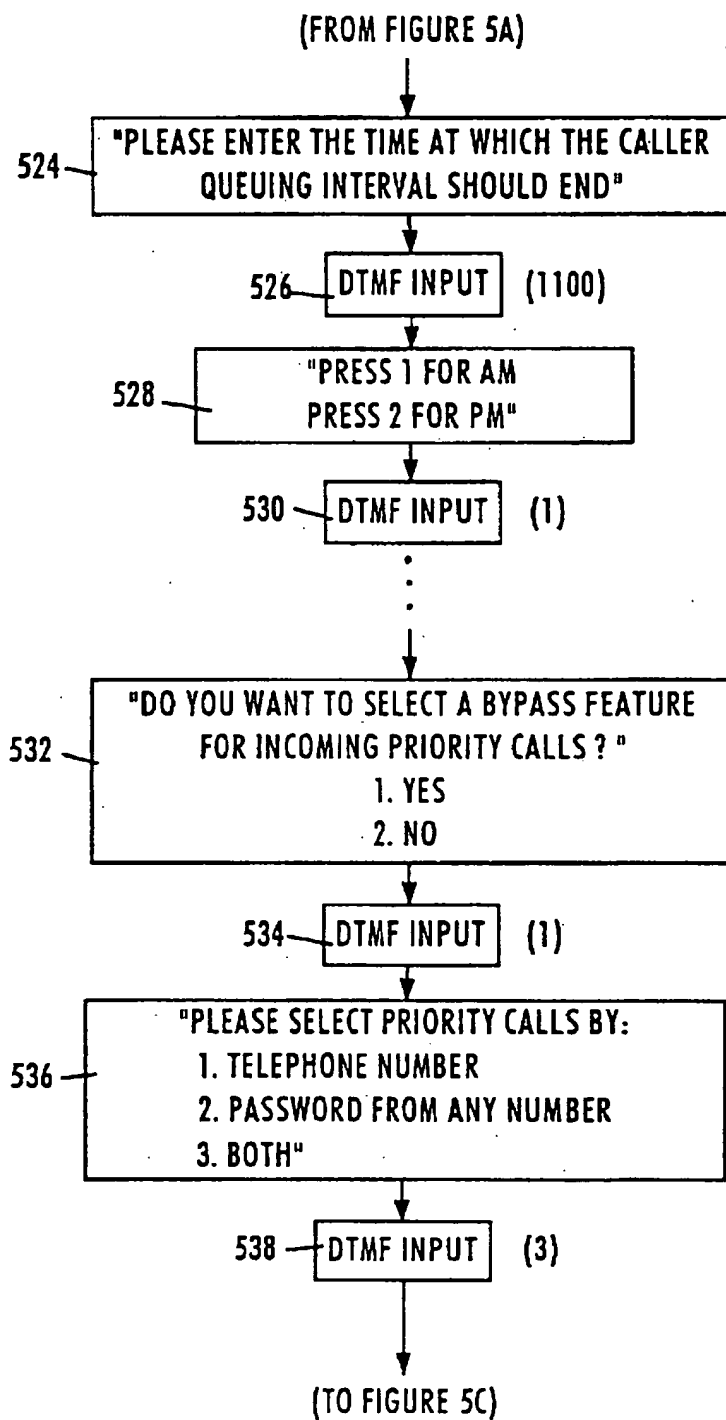 (FROM FIGURE 5A)
524
"PLEASE ENTER THE TIME AT WHICH THE CALLER
QUEUING INTERVAL SHOULD END"
526 DTMF INPUT (1100)
528
"PRESS 1 FOR AM
PRESS 2 FOR PM"
530 DTMF INPUT (1)
532
"DO YOU WANT TO SELECT A BYPASS FEATURE
FOR INCOMING PRIORITY CALLS ? "
1. YES
2. NO
534 DTMF INPUT (1)
536
"PLEASE SELECT PRIORITY CALLS BY:
1. TELEPHONE NUMBER
2. PASSWORD FROM ANY NUMBER
3. BOTH"
538 DTMF INPUT (3)
(TO FIGURE 5C)